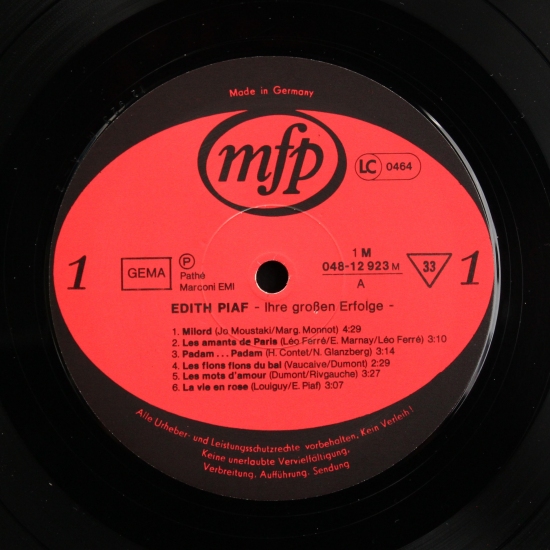 Made in Germany
mfp
LC 0464
1 M
048-12 923 M
A
33
1
1
GEMA
P
Pathé
Marconi EMI
EDITH PIAF - Ihre großen Erfolge -
1. Milord (Jo Moustaki/Marg. Monnot) 4:29
2. Les amants de Paris (Léo Ferré/E. Marnay/Léo Ferré) 3:10
3. Padam...Padam (H. Contet/N. Glanzberg) 3:14
4. Les flons flons du bal (Vaucaive/Dumont) 2:29
5. Les mots d'amour (Dumont/Rivgauche) 3:27
6. La vie en rose (Louiguy/E. Piaf) 3:07
Alle Urheber- und Leistungsschutzrechte vorbehalten, Kein Verleih!
Keine unerlaubte Vervielfältigung,
Verbreitung, Aufführung, Sendung